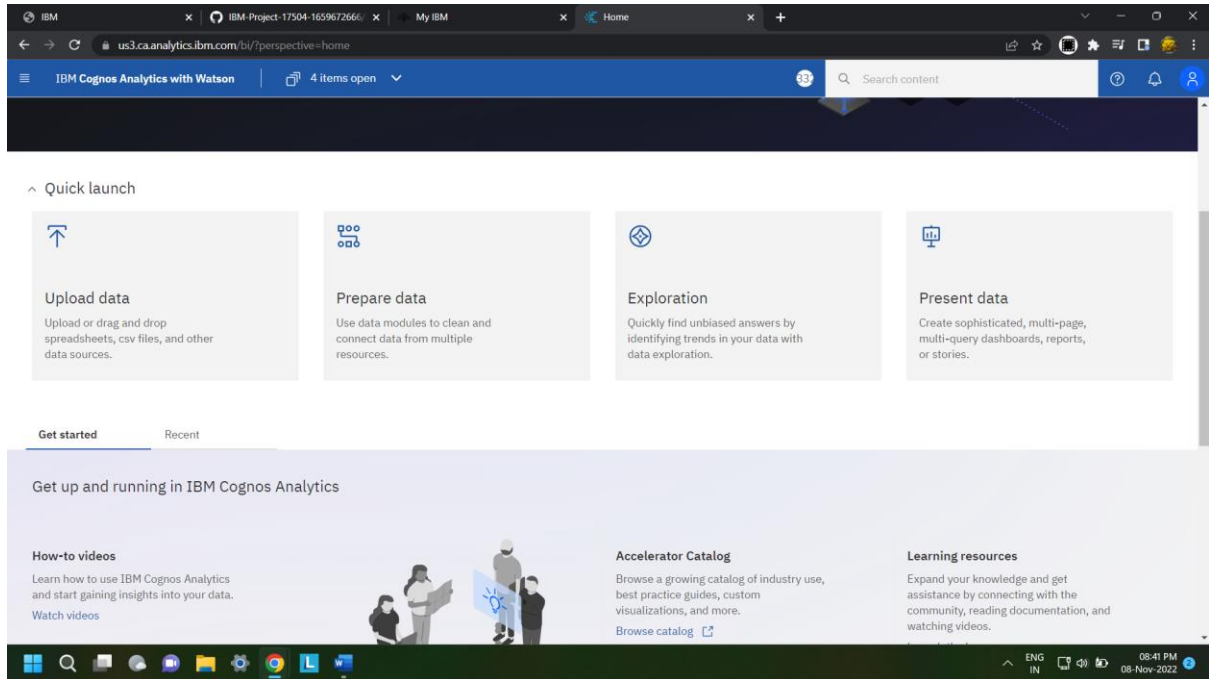 IBM
IBM-Project-17504-1659672666/
My IBM
Home
us3.ca.analytics.ibm.com/bi/?perspective=home
IBM Cognos Analytics with Watson
4 items open
Search content
Quick launch
Upload data
Upload or drag and drop
spreadsheets, csv files, and other
data sources.
Prepare data
Use data modules to clean and
connect data from multiple
resources.
Exploration
Quickly find unbiased answers by
identifying trends in your data with
data exploration.
Present data
Create sophisticated, multi-page,
multi-query dashboards, reports,
or stories.
Get started
Recent
Get up and running in IBM Cognos Analytics
How-to videos
Learn how to use IBM Cognos Analytics
and start gaining insights into your data.
Watch videos
Accelerator Catalog
Browse a growing catalog of industry use,
best practice guides, custom
visualizations, and more.
Browse catalog
Learning resources
Expand your knowledge and get
assistance by connecting with the
community, reading documentation, and
watching videos.
ENG
IN
08:41 PM
08-Nov-2022
2